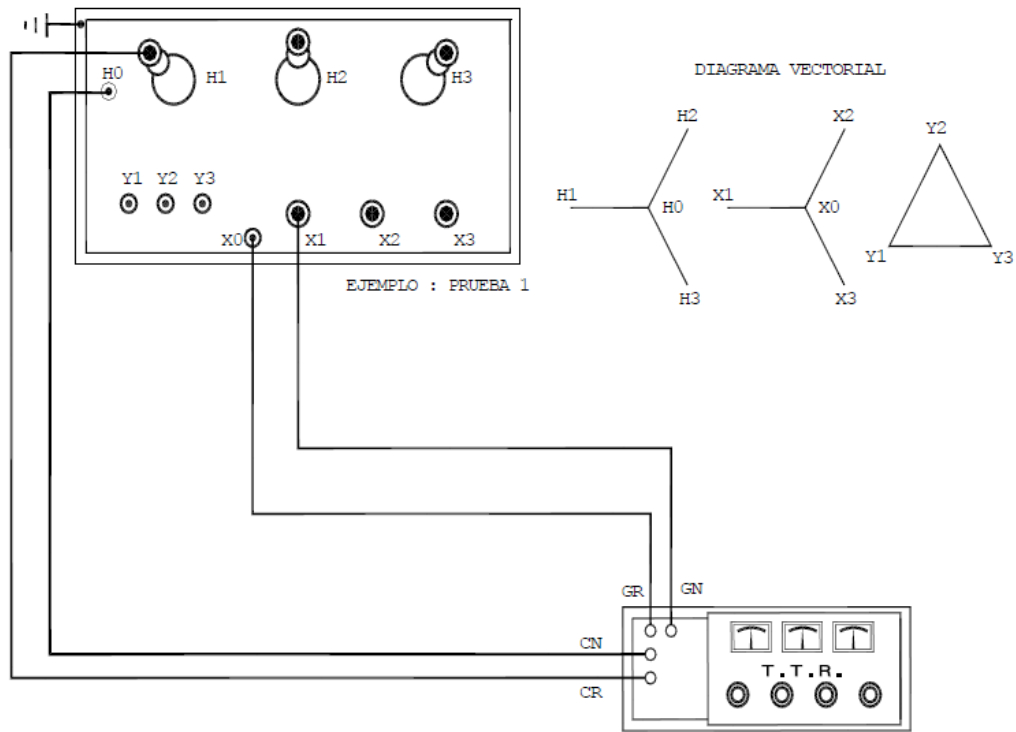 H0
H1
H2
H3
Y1 Y2 Y3
X0
X1
X2
X3
EJEMPLO : PRUEBA 1
DIAGRAMA VECTORIAL
H2
H1
H0
H3
X2
X1
X0
X3
Y2
Y1
Y3
GR
GN
CN
CR
T.T.R.